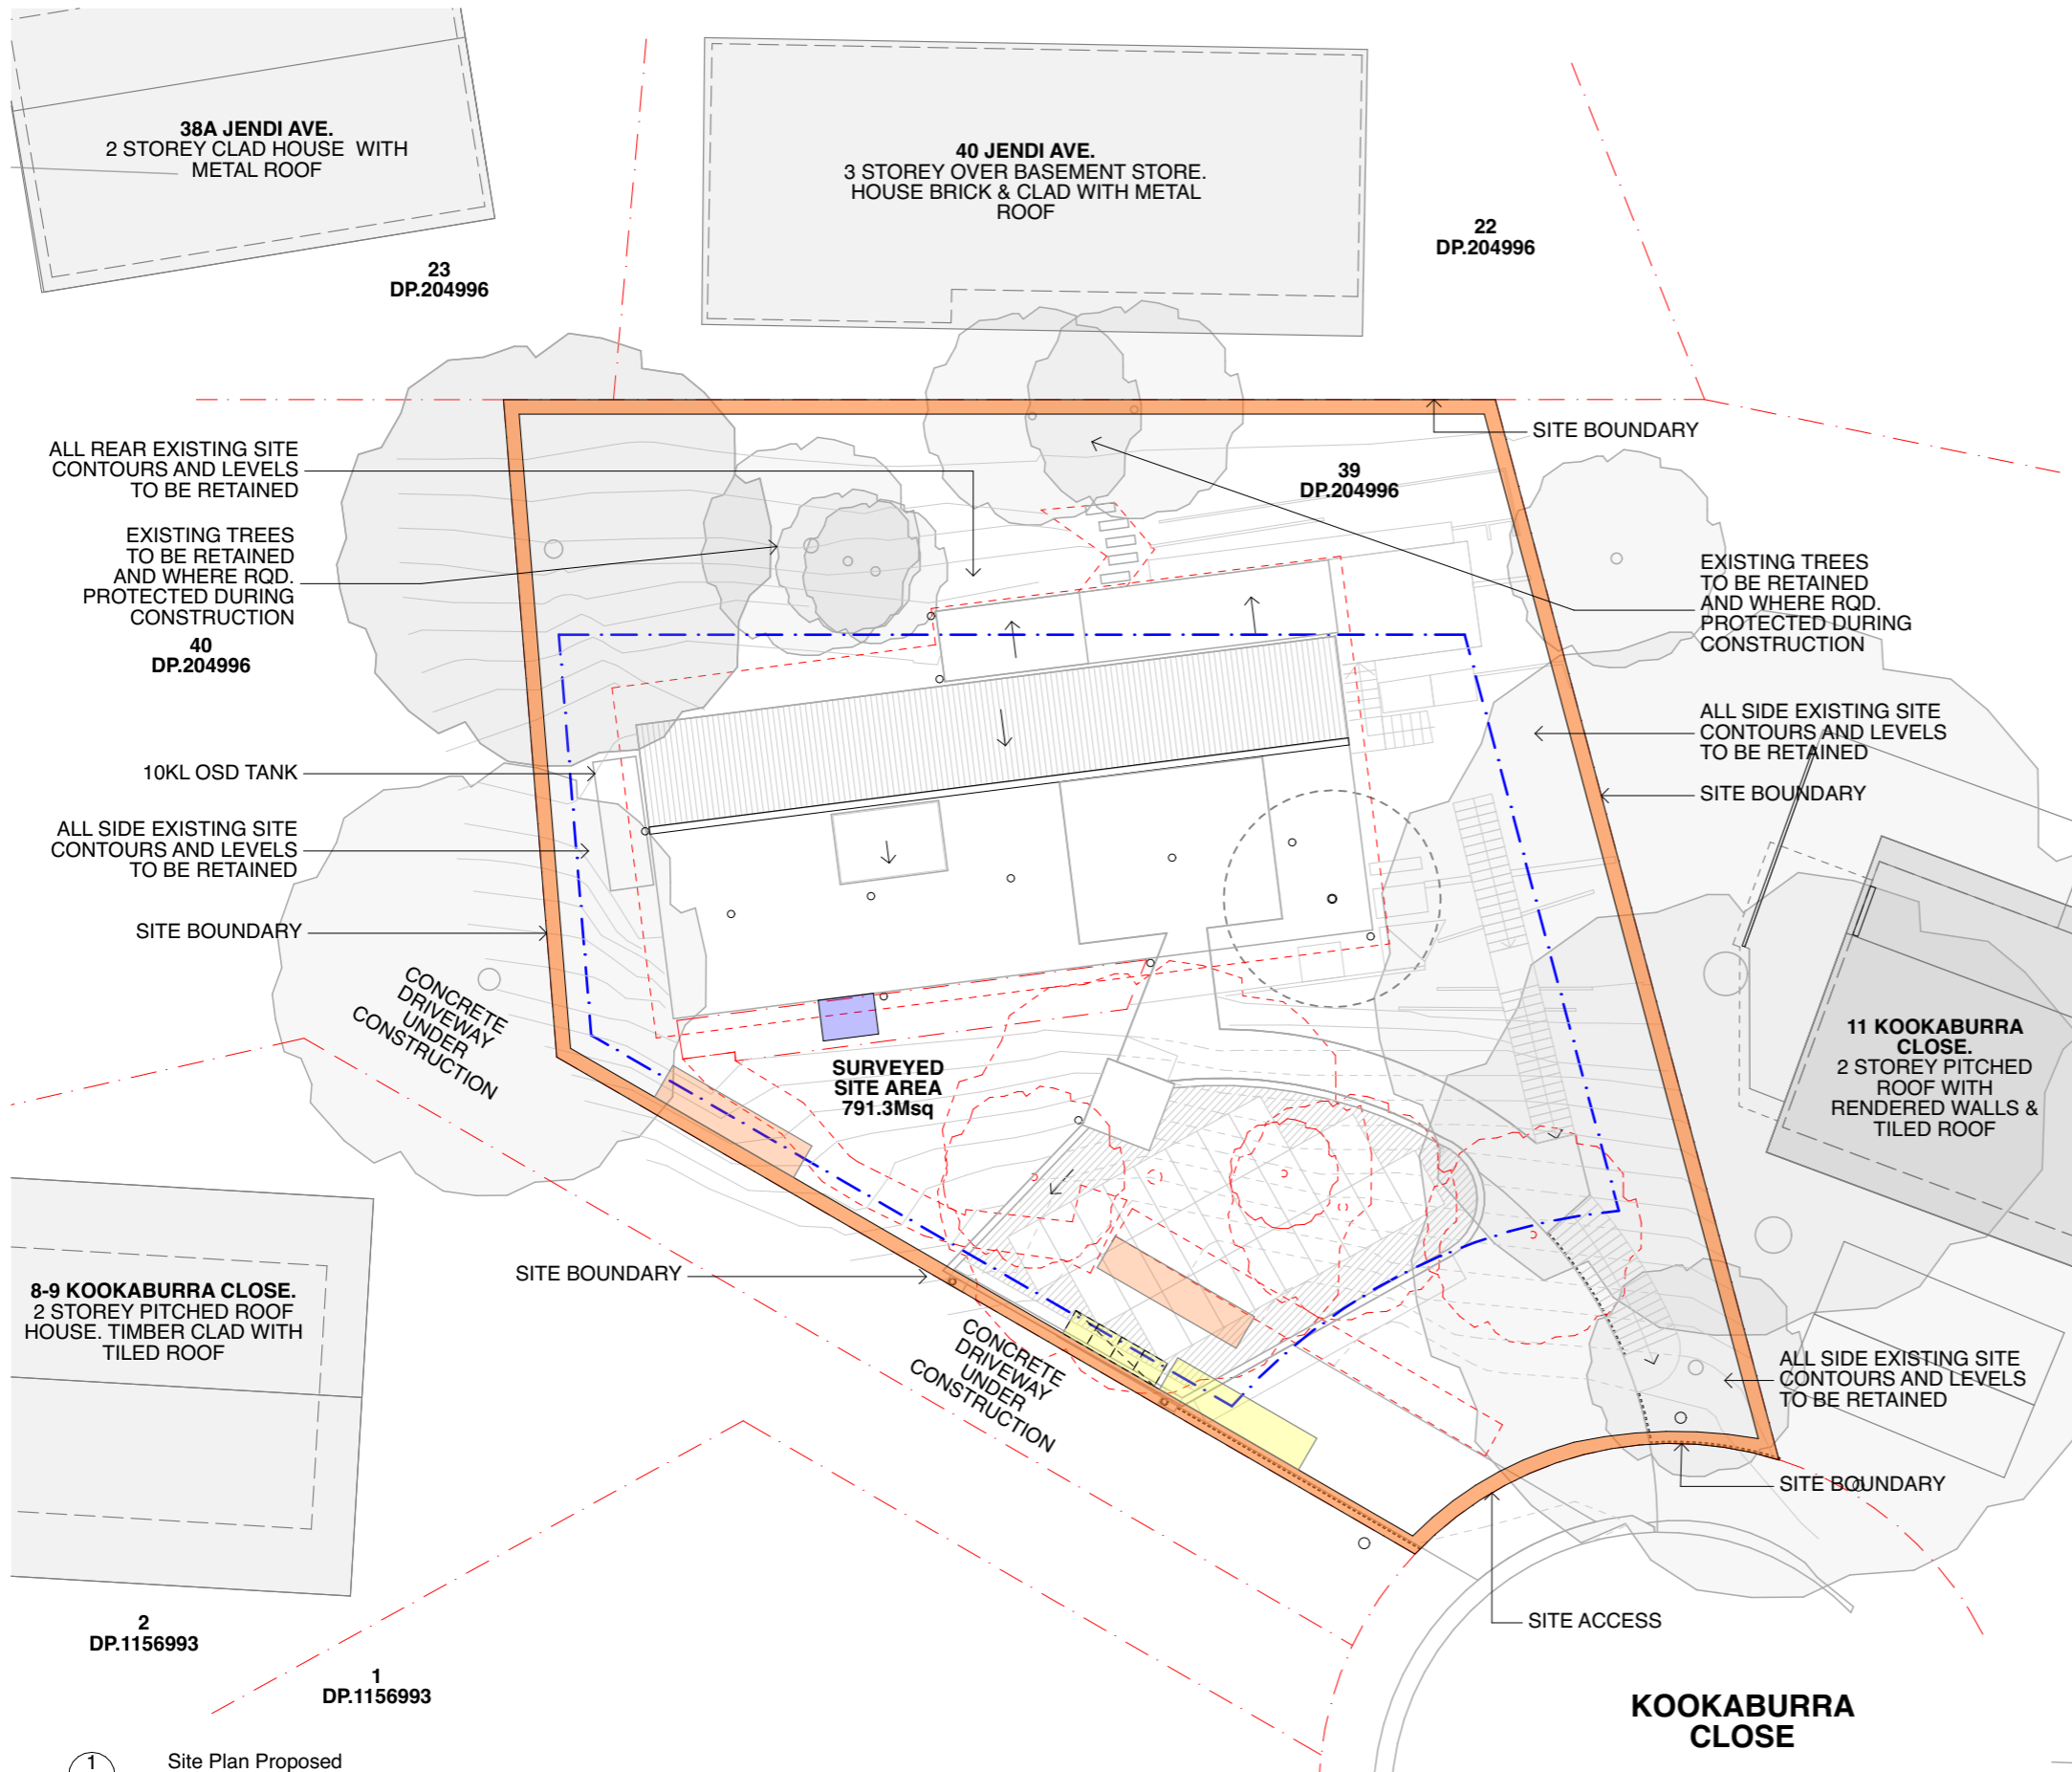 38A JENDI AVE.
2 STOREY CLAD HOUSE WITH
METAL ROOF
40 JENDI AVE.
3 STOREY OVER BASEMENT STORE.
HOUSE BRICK & CLAD WITH METAL
ROOF
22
DP.204996
23
DP.204996
SITE BOUNDARY
ALL REAR EXISTING SITE
CONTOURS AND LEVELS
TO BE RETAINED
39
DP.204996
EXISTING TREES
TO BE RETAINED
AND WHERE RQD.
PROTECTED DURING
CONSTRUCTION
40
DP.204996
EXISTING TREES
TO BE RETAINED
AND WHERE RQD.
PROTECTED DURING
CONSTRUCTION
ALL SIDE EXISTING SITE
CONTOURS AND LEVELS
TO BE RETAINED
10KL OSD TANK
SITE BOUNDARY
ALL SIDE EXISTING SITE
CONTOURS AND LEVELS
TO BE RETAINED
SITE BOUNDARY
CONCRETE
DRIVEWAY
UNDER
CONSTRUCTION
11 KOOKABURRA
CLOSE.
2 STOREY PITCHED
ROOF WITH
RENDERED WALLS &
TILED ROOF
SURVEYED
SITE AREA
791.3Msq
SITE BOUNDARY
8-9 KOOKABURRA CLOSE.
2 STOREY PITCHED ROOF
HOUSE. TIMBER CLAD WITH
TILED ROOF
CONCRETE
DRIVEWAY
UNDER
CONSTRUCTION
ALL SIDE EXISTING SITE
CONTOURS AND LEVELS
TO BE RETAINED
SITE BOUNDARY
SITE ACCESS
2
DP.1156993
1
DP.1156993
KOOKABURRA
CLOSE
1
Site Plan Proposed